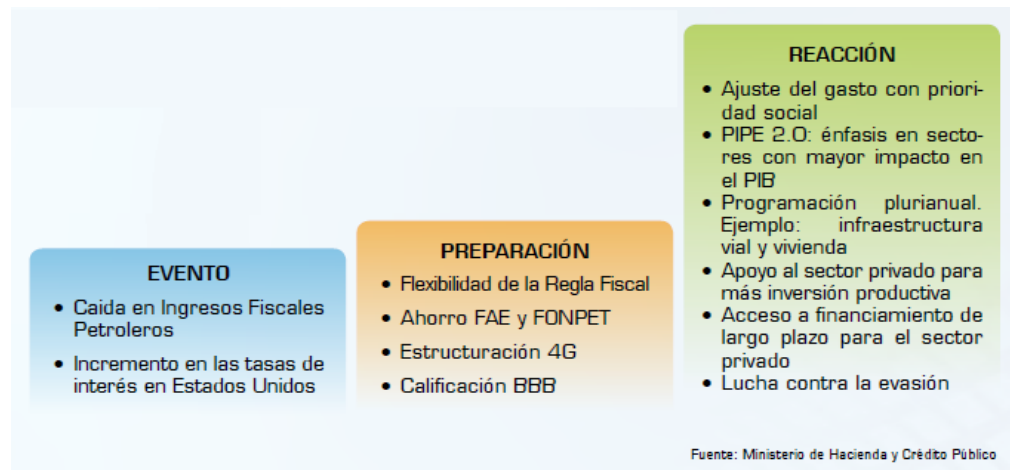 EVENTO
• Caida en Ingresos Fiscales
Petroleros
• Incremento en las tasas de
interés en Estados Unidos
PREPARACIÓN
• Flexibilidad de la Regla Fiscal
• Ahorro FAE y FONPET
• Estructuración 4G
• Calificación BBB
REACCIÓN
• Ajuste del gasto con priori-
dad social
• PIPE 2.0: énfasis en secto-
res con mayor impacto en
el PIB
• Programación plurianual.
Ejemplo: infraestructura
vial y vivienda
• Apoyo al sector privado para
más inversión productiva
• Acceso a financiamiento de
largo plazo para el sector
privado
• Lucha contra la evasión
Fuente: Ministerio de Hacienda y Crédito Público